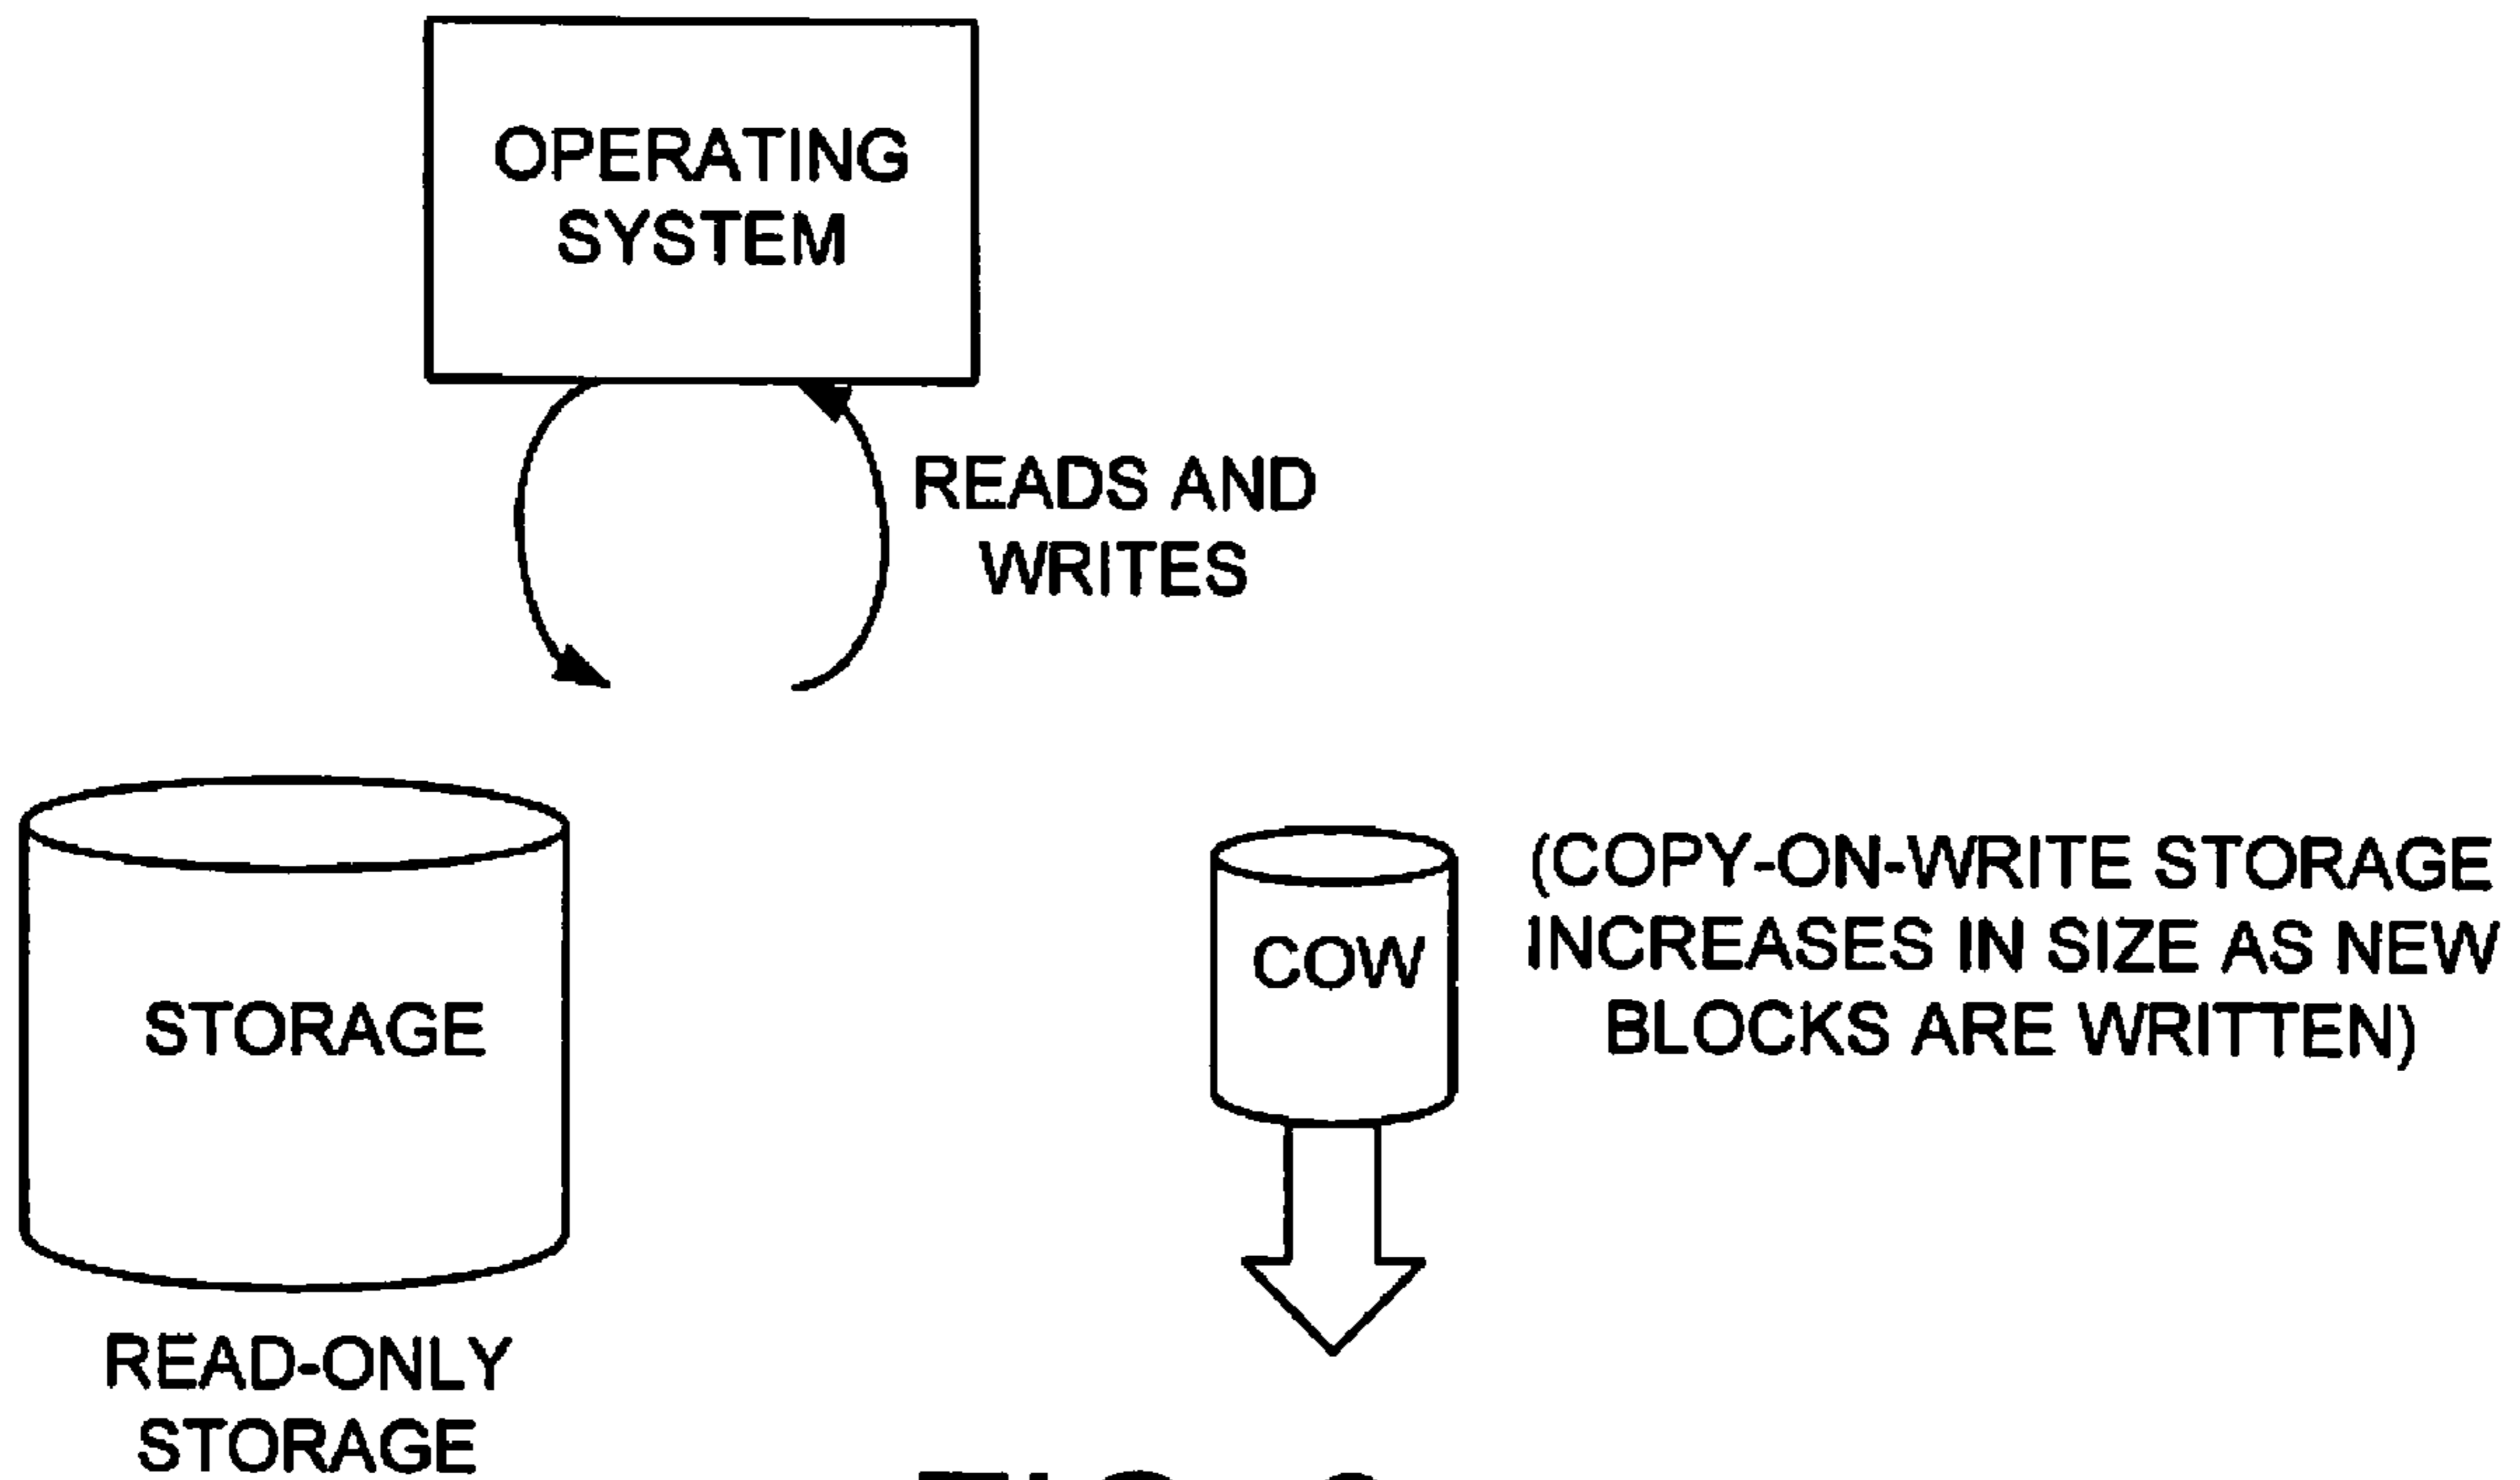 OPERATING
SYSTEM
READS AND
WRITES
(COPY-ON-WRITE STORAGE
INCREASES IN SIZE AS NEW
BLOCKS ARE WRITTEN)
COW
STORAGE
READ-ONLY
STORAGE